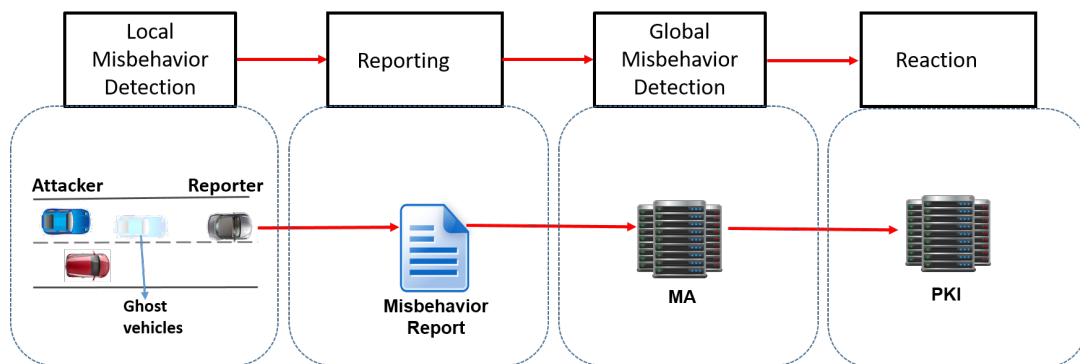 Local
Misbehavior
Detection
Reporting
Global
Misbehavior
Detection
Reaction
Attacker
Reporter
Ghost
vehicles
Misbehavior
Report
MA
PKI